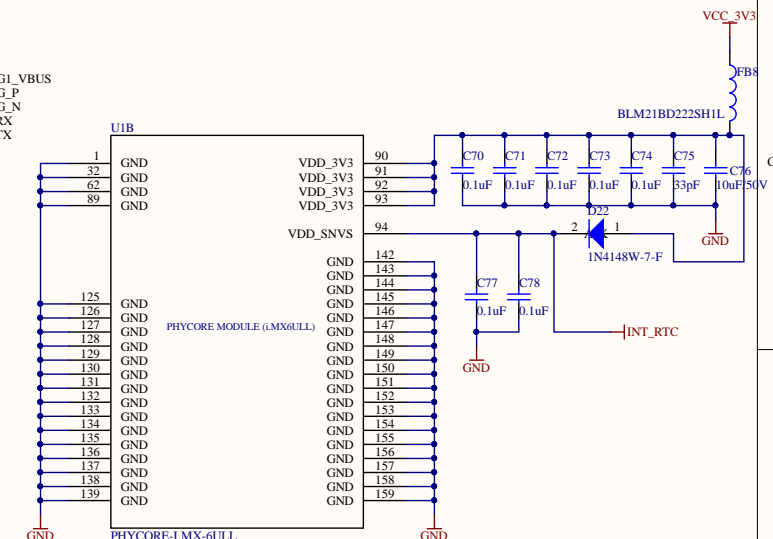 VCC_3V3
FB8
BLM21BD222SH1L
G1_VBUS
G_P
G_N
RX
TX
U1B
1 GND VDD_3V3 90
32 GND VDD_3V3 91
62 GND VDD_3V3 92
89 GND VDD_3V3 93
C70 C71 C72 C73 C74 C75 C76
0.1uF 0.1uF 0.1uF 0.1uF 0.1uF 33pF 10uF/50V
VDD_SNVS 94
D22
2 1
1N4148W-7-F
GND
GND 142
GND 143
GND 144
125 GND GND 145
126 GND GND 146
127 GND PHYCORE MODULE (i.MX6ULL) GND 147
128 GND GND 148
129 GND GND 149
130 GND GND 150
131 GND GND 151
132 GND GND 152
133 GND GND 153
134 GND GND 154
135 GND GND 155
136 GND GND 156
137 GND GND 157
138 GND GND 158
139 GND GND 159
C77 C78
0.1uF 0.1uF
INT_RTC
GND
GND
PHYCORE-I.MX-6ULL
GND